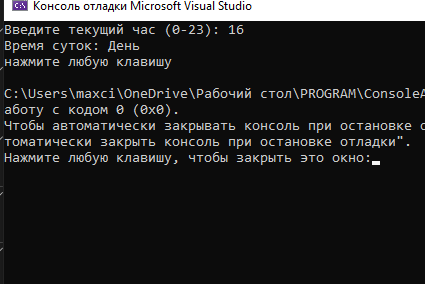 Консоль отладки Microsoft Visual Studio
Введите текущий час (0-23): 16
Время суток: День
нажмите любую клавишу
C:\Users\maxci\OneDrive\Рабочий стол\PROGRAM\ConsoleA
аботу с кодом 0 (0x0).
Чтобы автоматически закрывать консоль при остановке о
томатически закрыть консоль при остановке отладки".
Нажмите любую клавишу, чтобы закрыть это окно: